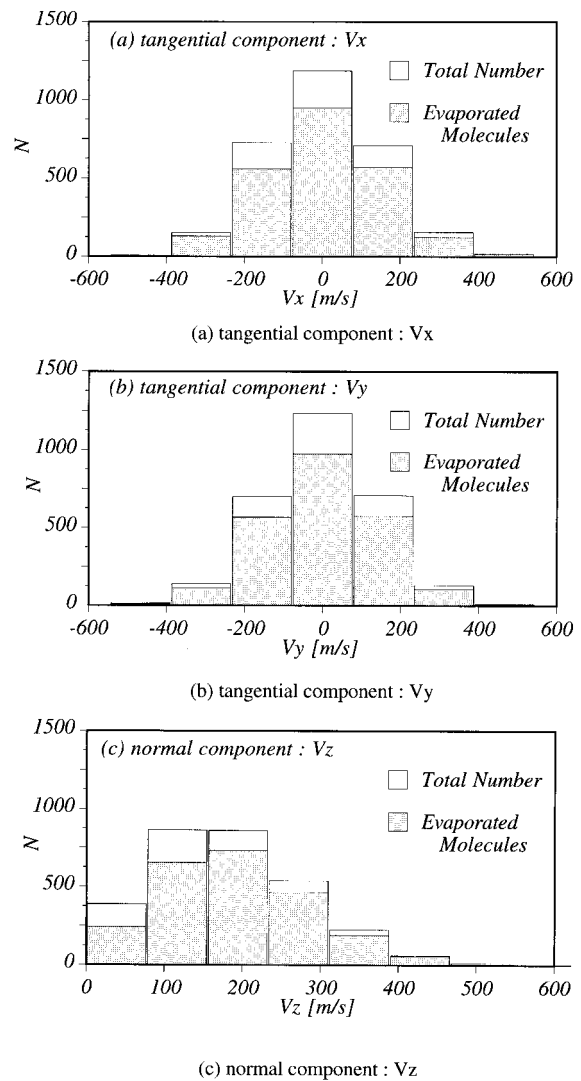 1500
(a) tangential component : Vx
Total Number
1000
Evaporated
Molecules
N
500
0
-600 -400 -200 0 200 400 600
Vx [m/s]
(a) tangential component : Vx
1500
(b) tangential component : Vy
Total Number
1000
Evaporated
Molecules
N
500
0
-600 -400 -200 0 200 400 600
Vy [m/s]
(b) tangential component : Vy
1500
(c) normal component : Vz
Total Number
1000
Evaporated
Molecules
N
500
0
0 100 200 300 400 500 600
Vz [m/s]
(c) normal component : Vz